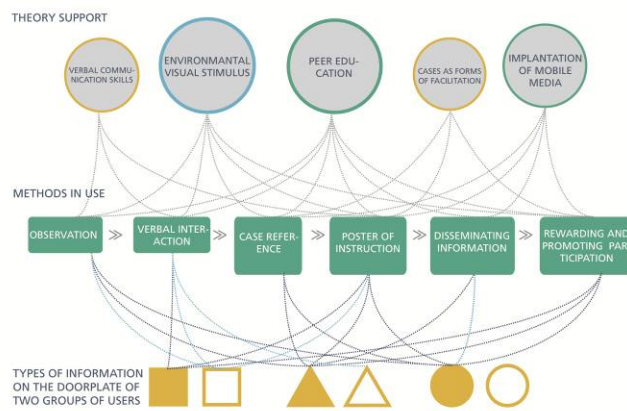 THEORY SUPPORT
VERBAL COMMU-
NICATION SKILLS
ENVIRONMANTAL
VISUAL STIMULUS
PEER EDU-
CATION
CASES AS FORMS
OF FACILITATION
IMPLANTATION
OF MOBILE
MEDIA
METHODS IN USE
OBSERVATION
VERBAL INTER-
ACTION
CASE REFER-
ENCE
POSTER OF
INSTRUCTION
DISSEMINATING
INFORMATION
REWARDING AND
PROMOTING PAR-
TICIPATION
TYPES OF INFORMATION
ON THE DOORPLATE OF
TWO GROUPS OF USERS